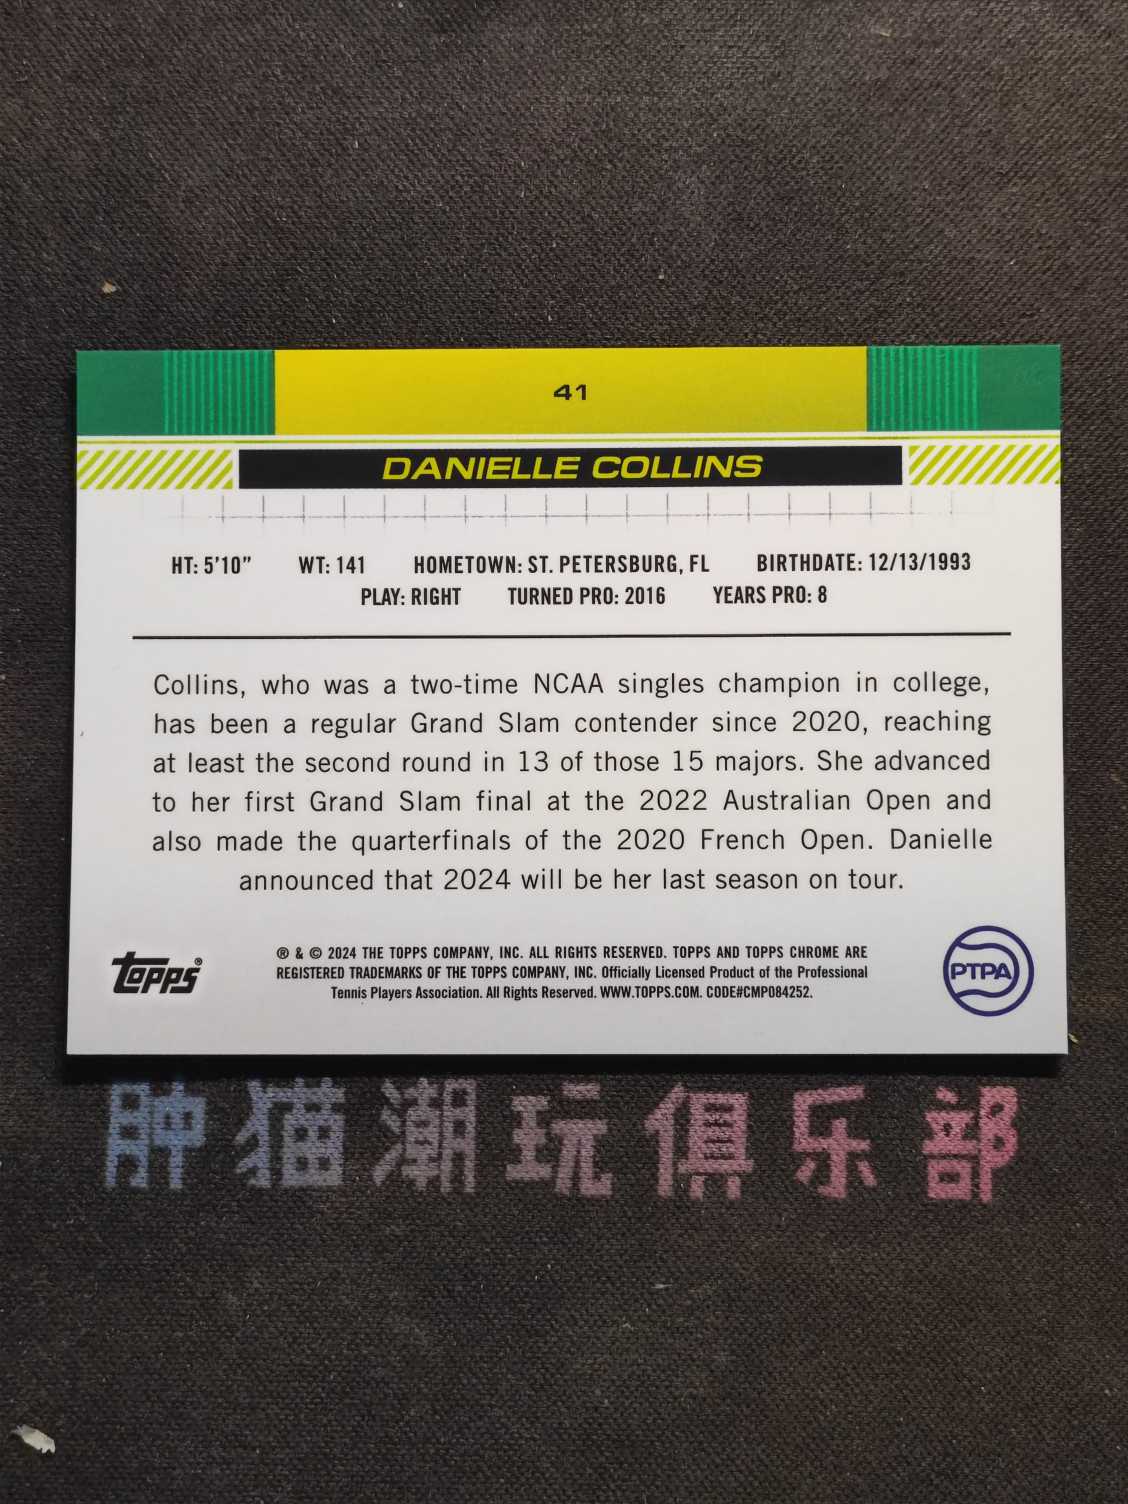 41
DANIELLE COLLINS
HT: 5'10" WT: 141 HOMETOWN: ST. PETERSBURG, FL BIRTHDATE: 12/13/1993
PLAY: RIGHT TURNED PRO: 2016 YEARS PRO: 8
Collins, who was a two-time NCAA singles champion in college,
has been a regular Grand Slam contender since 2020, reaching
at least the second round in 13 of those 15 majors. She advanced
to her first Grand Slam final at the 2022 Australian Open and
also made the quarterfinals of the 2020 French Open. Danielle
announced that 2024 will be her last season on tour.
topps®
® & © 2024 THE TOPPS COMPANY, INC. ALL RIGHTS RESERVED. TOPPS AND TOPPS CHROME ARE
REGISTERED TRADEMARKS OF THE TOPPS COMPANY, INC. Officially Licensed Product of the Professional
Tennis Players Association. All Rights Reserved. WWW.TOPPS.COM. CODE#CMP084252.
PTPA
肿猫潮玩俱乐部